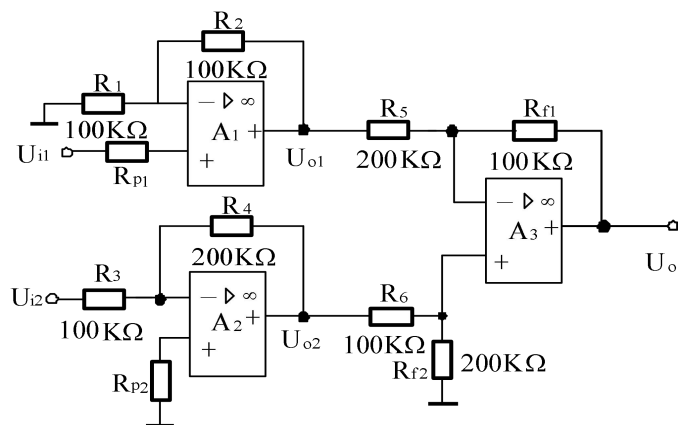 R2
100KΩ
R1
100KΩ
− ▷ ∞
A1 +
+
Ui1
Rp1
Uo1
R5
200KΩ
Rf1
100KΩ
− ▷ ∞
A3 +
+
Uo
R4
200KΩ
R3
Ui2
100KΩ
− ▷ ∞
A2 +
+
Uo2
Rp2
R6
100KΩ
Rf2
200KΩ